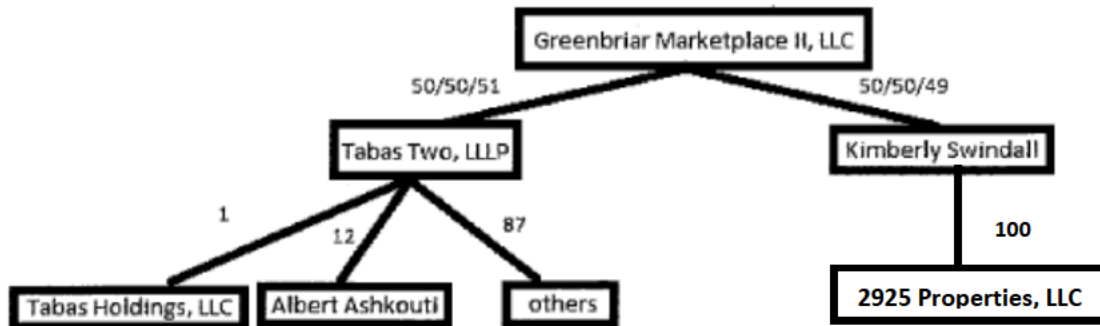 Greenbriar Marketplace II, LLC
50/50/51
50/50/49
Tabas Two, LLLP
Kimberly Swindall
1
12
87
100
Tabas Holdings, LLC
Albert Ashkouti
others
2925 Properties, LLC